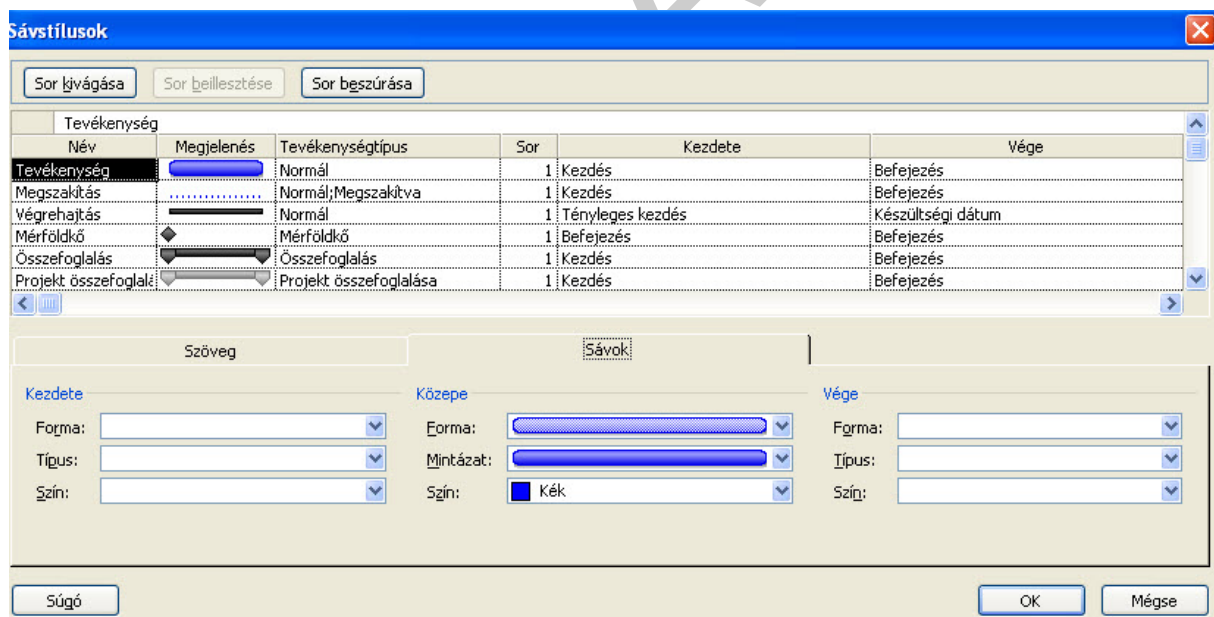 Sávstílusok
Sor kivágása Sor beillesztése Sor beszúrása
Tevékenység
Név Megjelenés Tevékenységtípus Sor Kezdete Vége
Tevékenység Normál 1 Kezdés Befejezés
Megszakítás Normál;Megszakítva 1 Kezdés Befejezés
Végrehajtás Normál 1 Tényleges kezdés Készültségi dátum
Mérföldkő Mérföldkő 1 Befejezés Befejezés
Összefoglalás Összefoglalás 1 Kezdés Befejezés
Projekt összefoglalá Projekt összefoglalása 1 Kezdés Befejezés
Szöveg Sávok
Kezdete Közepe Vége
Forma: Forma: Forma:
Típus: Mintázat: Típus:
Szín: Szín: Kék Szín:
Súgó OK Mégse